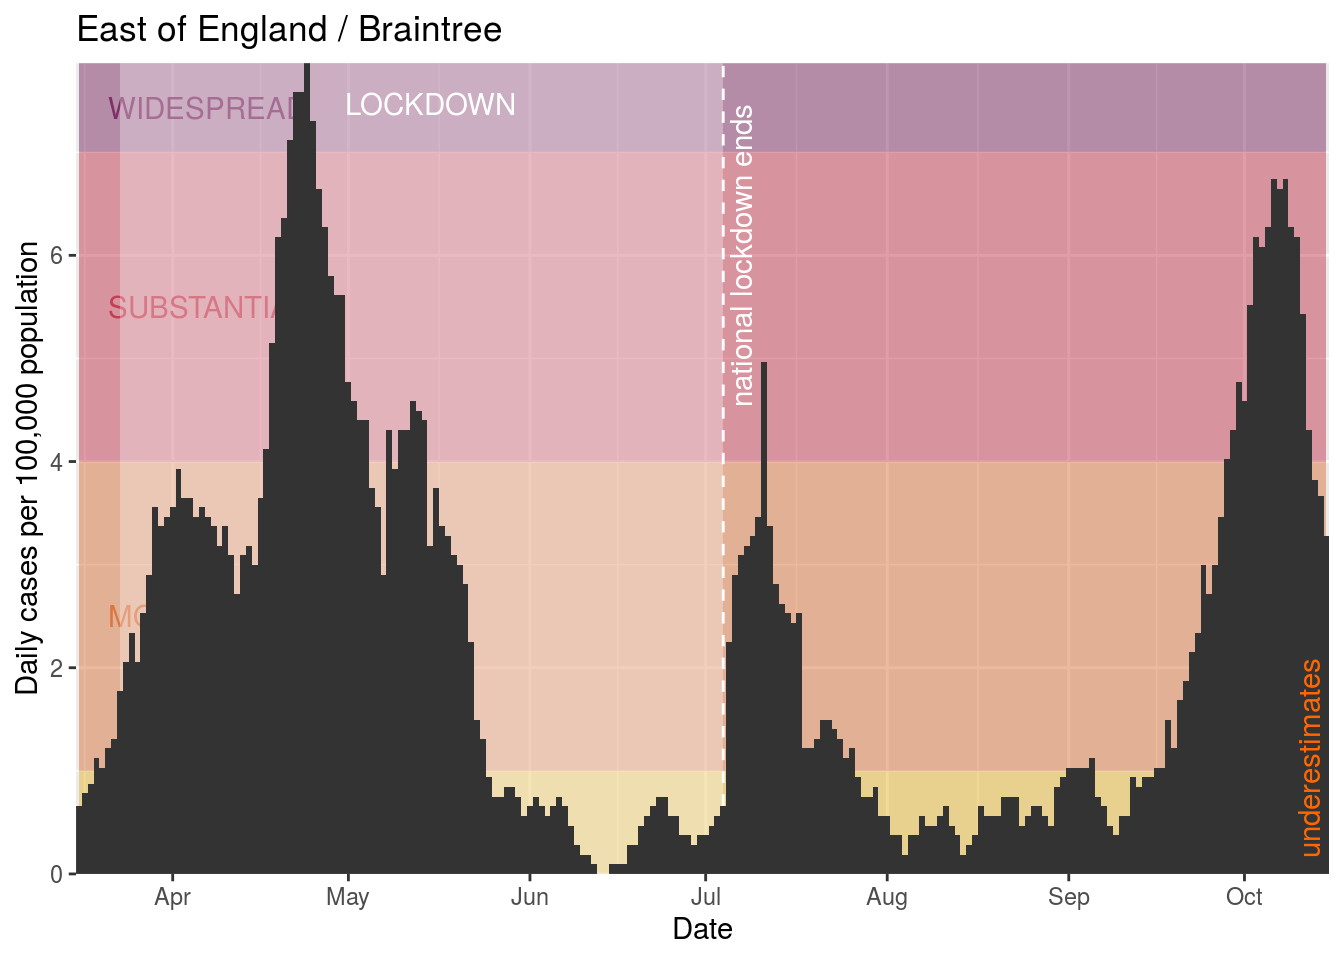 East of England / Braintree
WIDESPREAD
LOCKDOWN
national lockdown ends
SUBSTANTIA
MO
underestimates
Daily cases per 100,000 population
6
4
2
0
Apr
May
Jun
Jul
Aug
Sep
Oct
Date